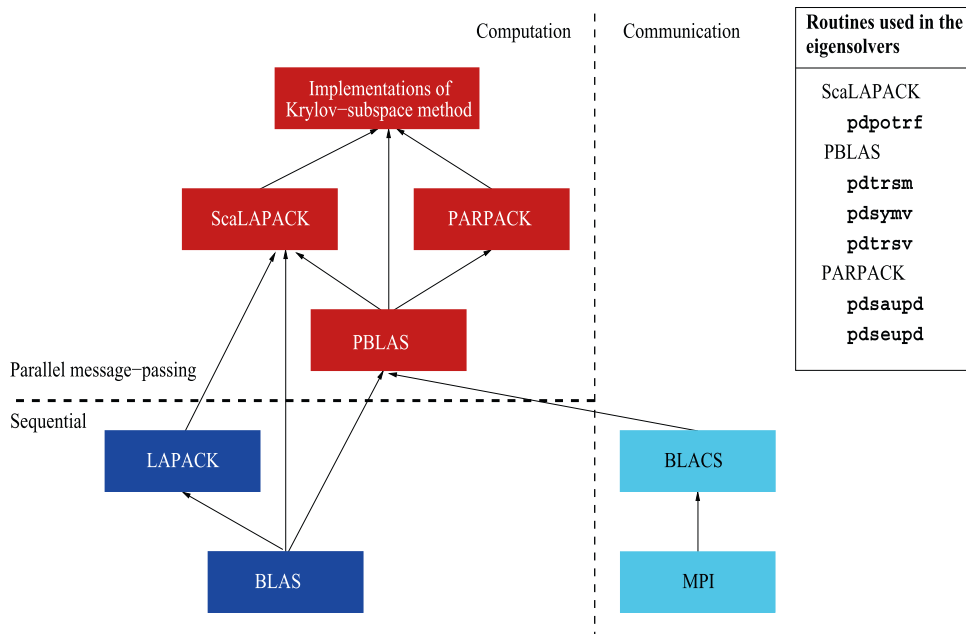 Computation
Communication
Implementations of
Krylov−subspace method
ScaLAPACK
PARPACK
PBLAS
Parallel message−passing
Sequential
LAPACK
BLACS
BLAS
MPI
Routines used in the
eigensolvers
ScaLAPACK
pdpotrf
PBLAS
pdtrsm
pdsymv
pdtrsv
PARPACK
pdsaupd
pdseupd